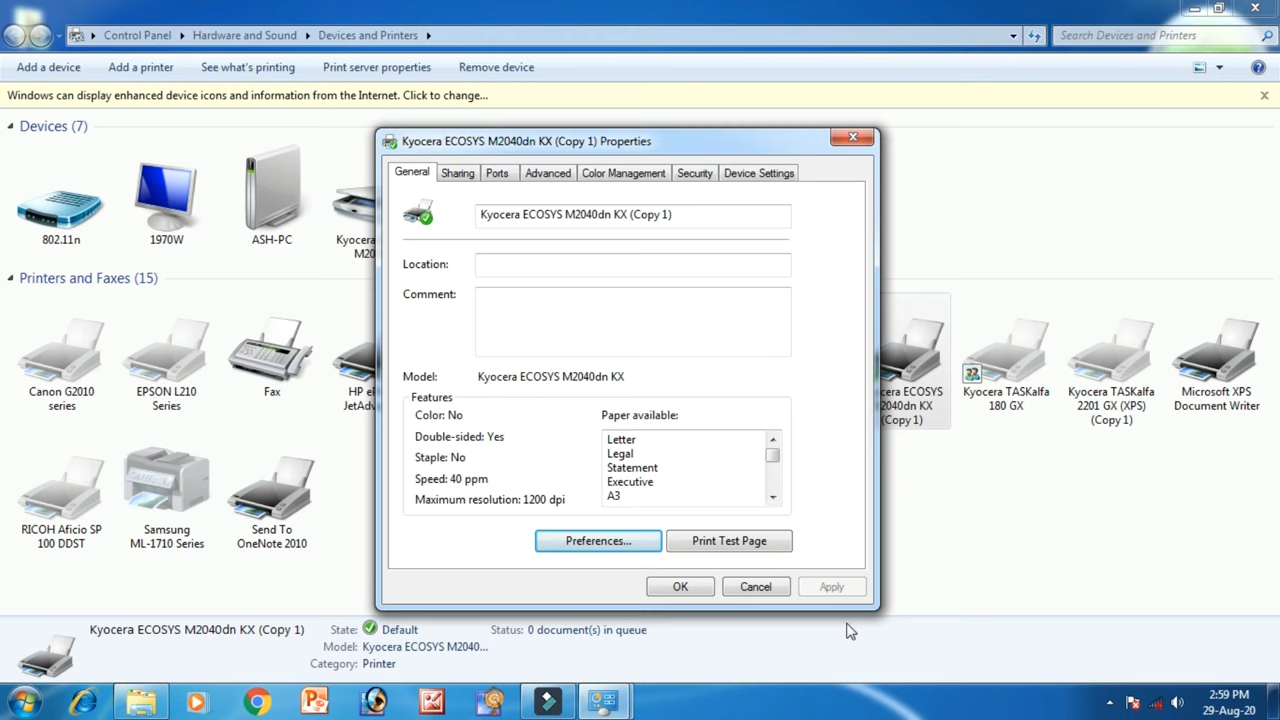 Control Panel
Hardware and Sound
Devices and Printers
Search Devices and Printers
Add a device
Add a printer
See what's printing
Print server properties
Remove device
Windows can display enhanced device icons and information from the Internet. Click to change...
Devices (7)
802.11n
1970W
ASH-PC
Kyoce
M20
Printers and Faxes (15)
Canon G2010
series
EPSON L210
Series
Fax
HP eP
JetAdv
cera ECOSYS
2040dn KX
(Copy 1)
Kyocera TASKalfa
180 GX
Kyocera TASKalfa
2201 GX (XPS)
(Copy 1)
Microsoft XPS
Document Writer
RICOH Aficio SP
100 DDST
Samsung
ML-1710 Series
Send To
OneNote 2010
Kyocera ECOSYS M2040dn KX (Copy 1) Properties
General
Sharing
Ports
Advanced
Color Management
Security
Device Settings
Kyocera ECOSYS M2040dn KX (Copy 1)
Location:
Comment:
Model:
Kyocera ECOSYS M2040dn KX
Features
Color: No
Double-sided: Yes
Staple: No
Speed: 40 ppm
Maximum resolution: 1200 dpi
Paper available:
Letter
Legal
Statement
Executive
A3
Preferences...
Print Test Page
OK
Cancel
Apply
Kyocera ECOSYS M2040dn KX (Copy 1)
State: Default
Status: 0 document(s) in queue
Model: Kyocera ECOSYS M2040...
Category: Printer
2:59 PM
29-Aug-20